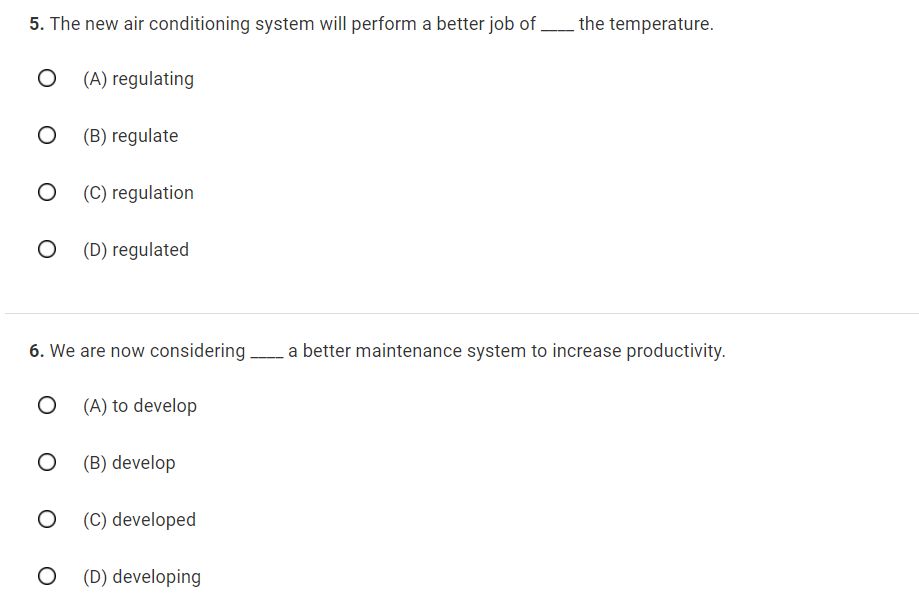 5. The new air conditioning system will perform a better job of ____ the temperature.
(A) regulating
(B) regulate
(C) regulation
(D) regulated
6. We are now considering ____ a better maintenance system to increase productivity.
(A) to develop
(B) develop
(C) developed
(D) developing